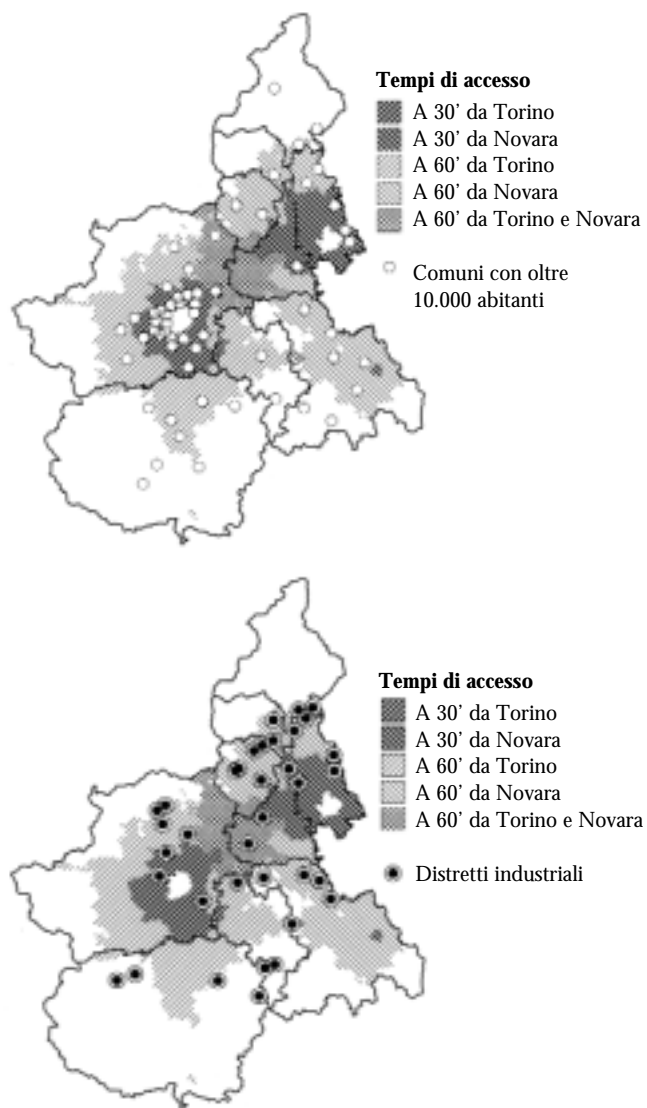 Tempi di accesso
A 30' da Torino
A 30' da Novara
A 60' da Torino
A 60' da Novara
A 60' da Torino e Novara
Comuni con oltre
10.000 abitanti
Tempi di accesso
A 30' da Torino
A 30' da Novara
A 60' da Torino
A 60' da Novara
A 60' da Torino e Novara
Distretti industriali